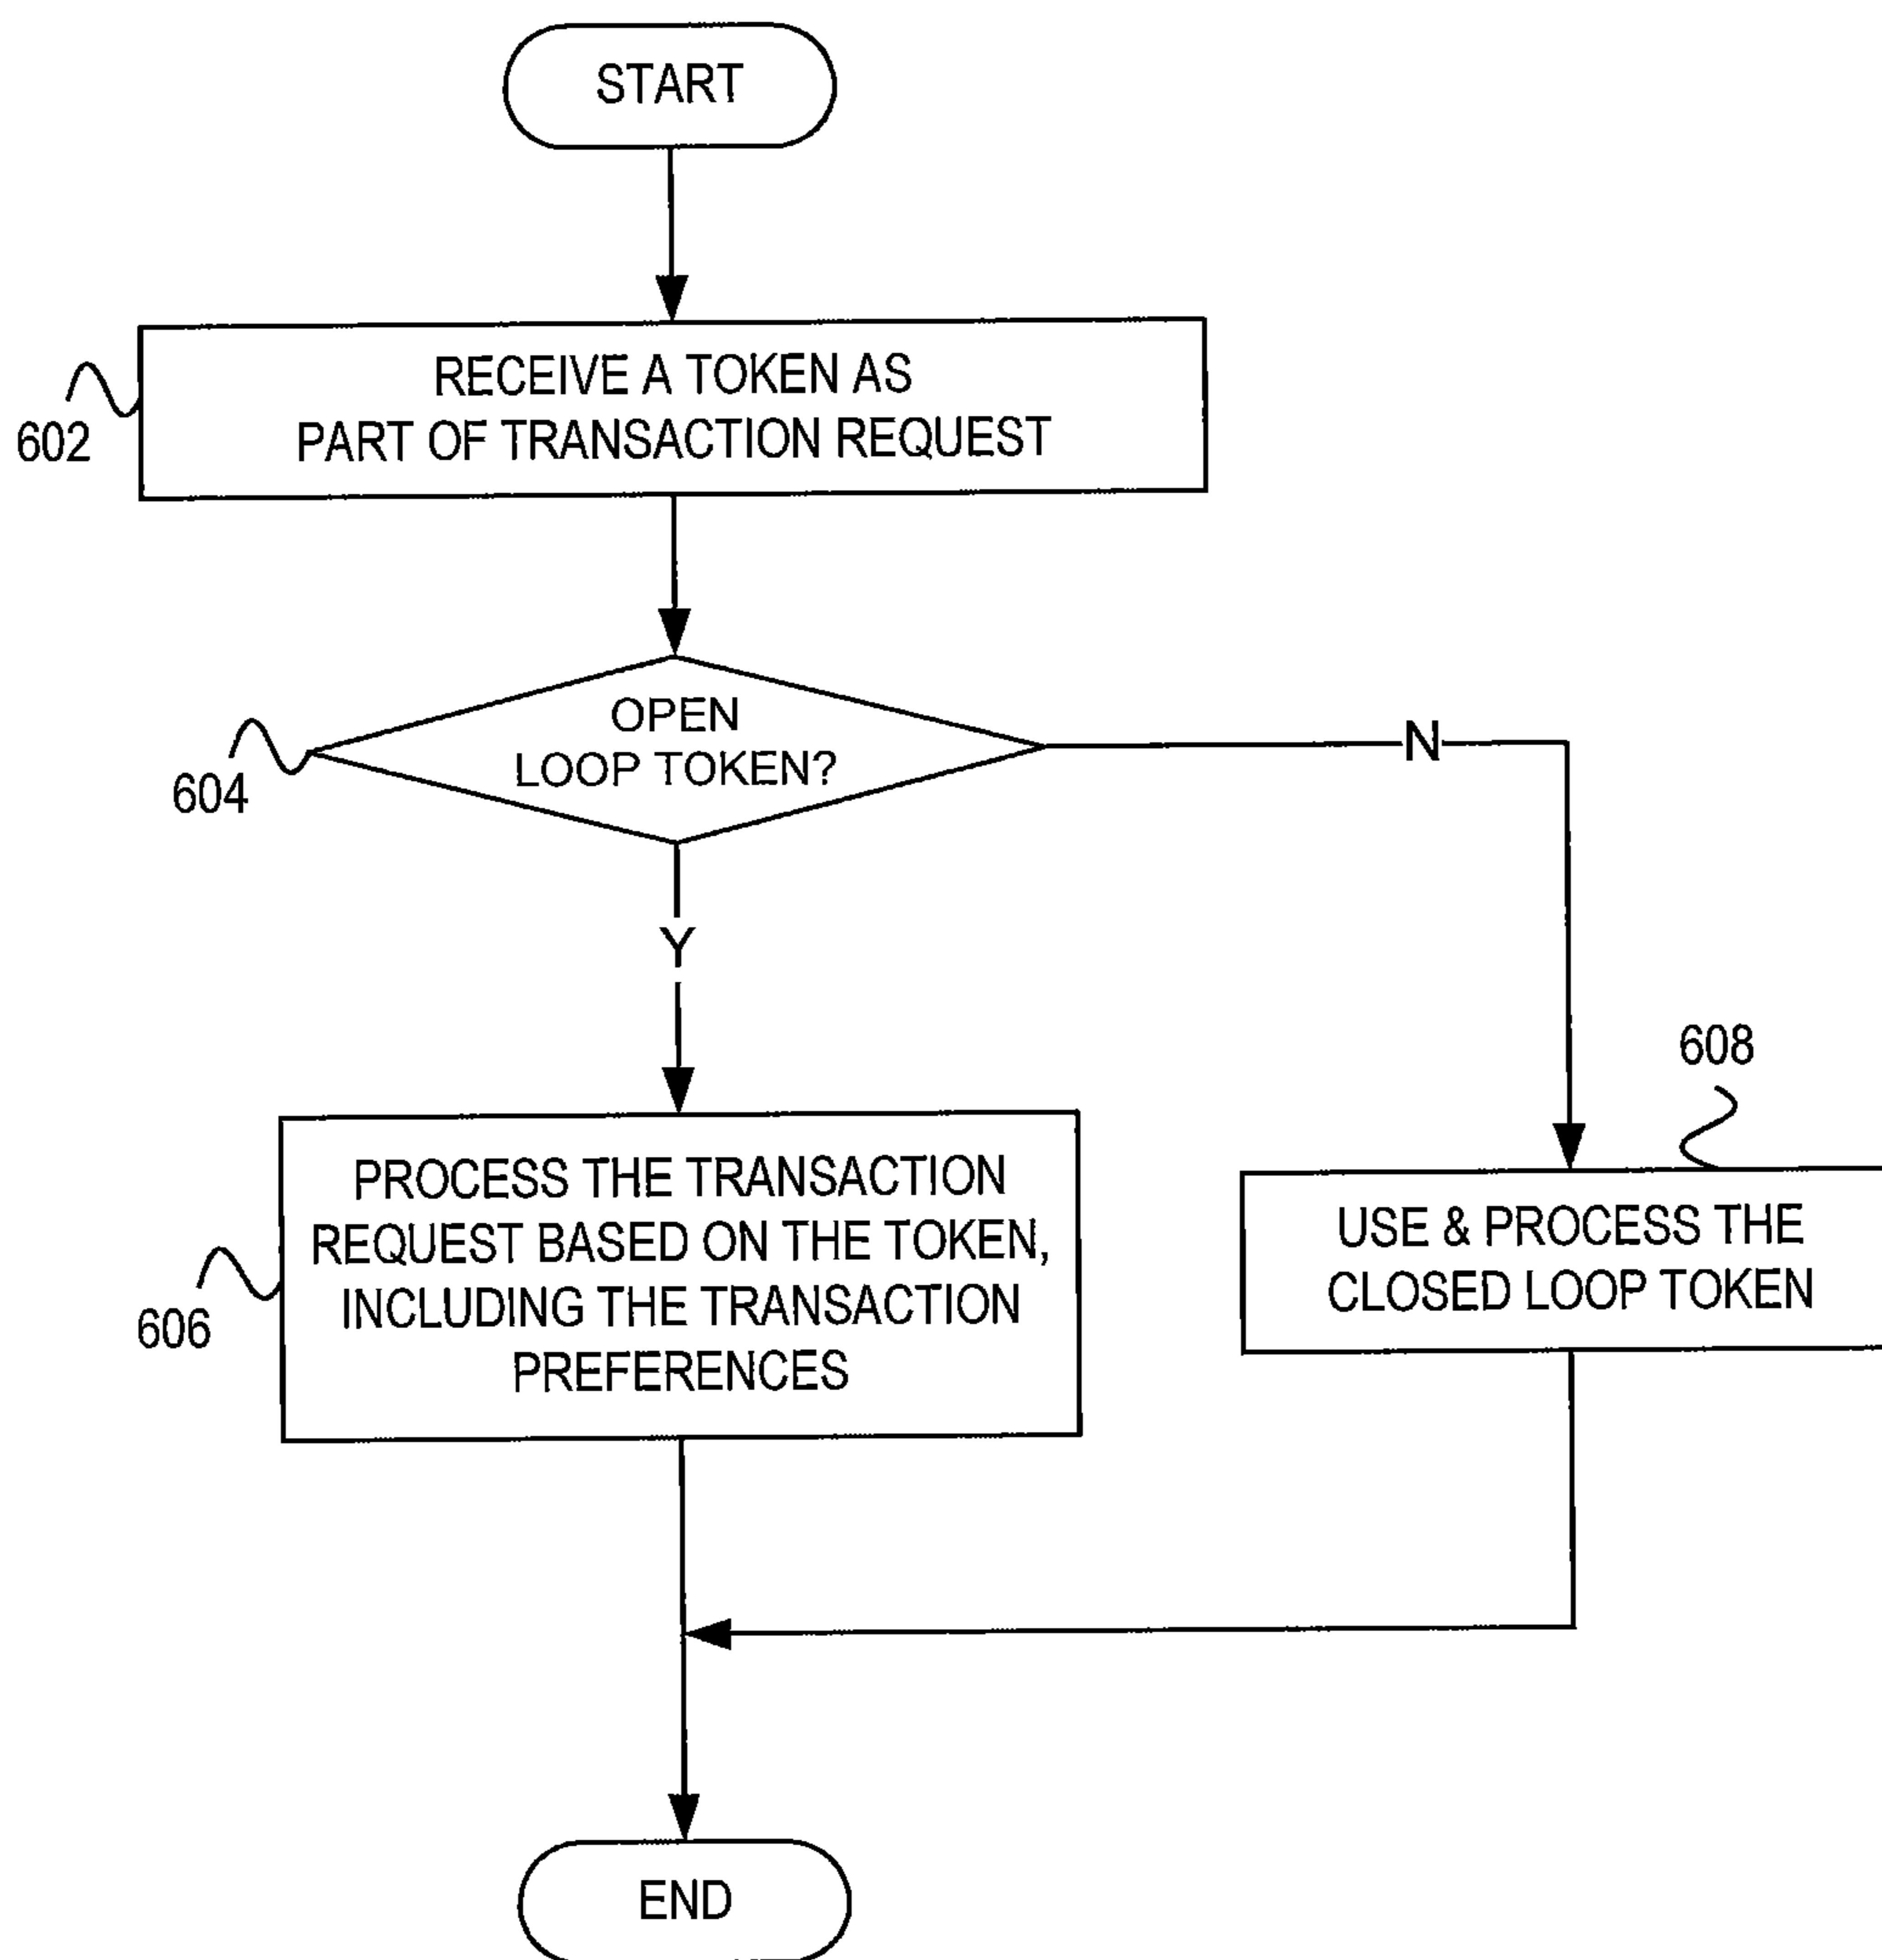 START
RECEIVE A TOKEN AS
PART OF TRANSACTION REQUEST
602
OPEN
LOOP TOKEN?
604
N
Y
608
PROCESS THE TRANSACTION
REQUEST BASED ON THE TOKEN,
INCLUDING THE TRANSACTION
PREFERENCES
606
USE & PROCESS THE
CLOSED LOOP TOKEN
END